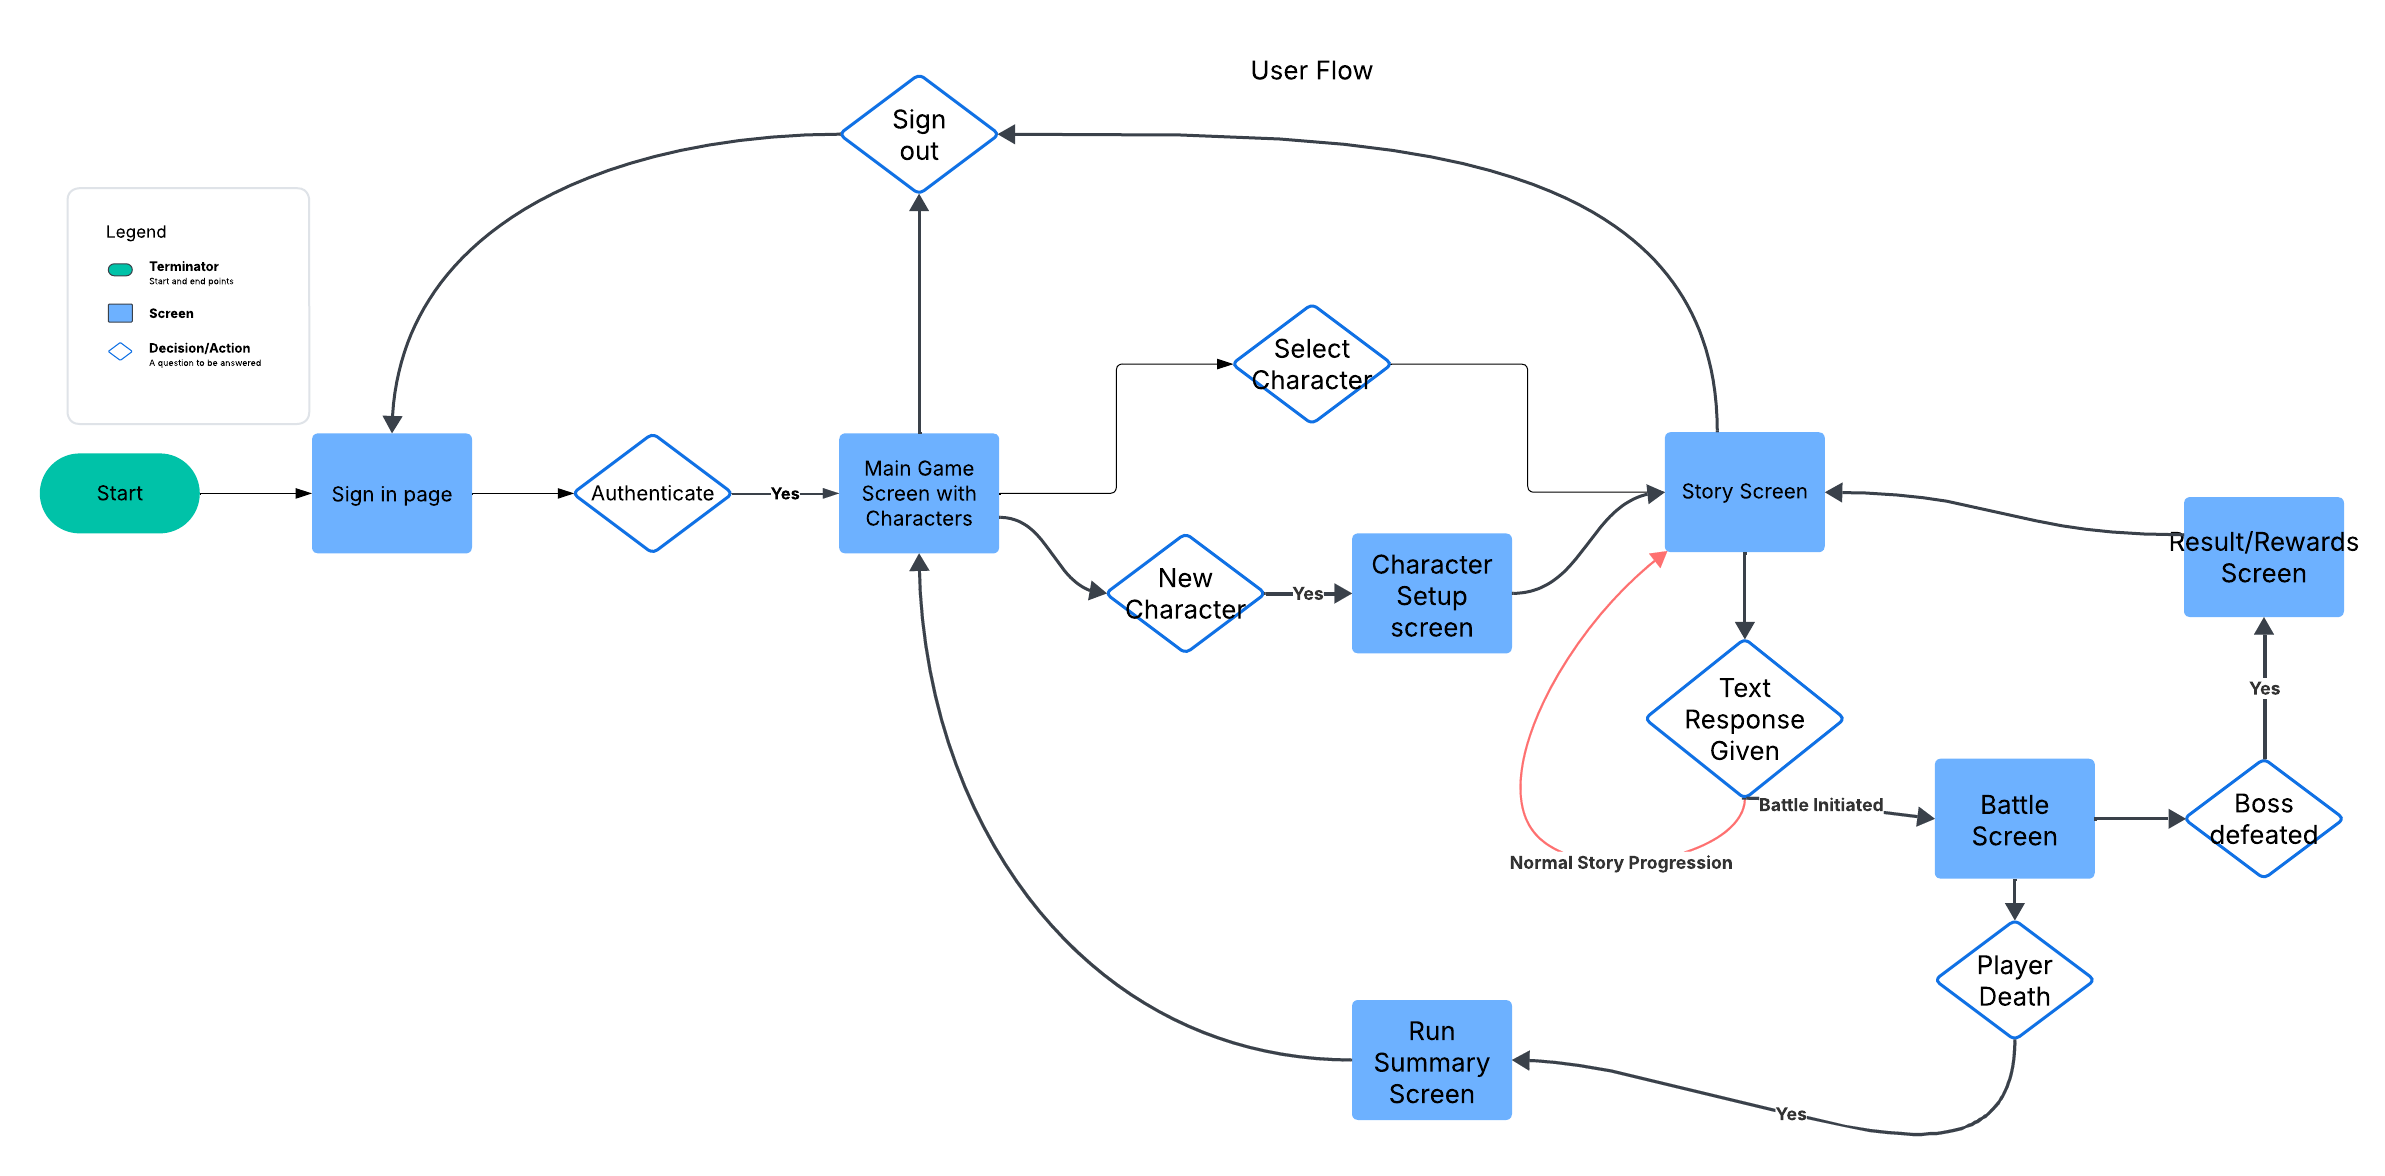 User Flow
Sign
out
Legend
Terminator
Start and end points
Screen
Decision/Action
A question to be answered
Start
Sign in page
Authenticate
Yes
Main Game
Screen with
Characters
Select
Character
New
Character
Yes
Character
Setup
screen
Story Screen
Result/Rewards
Screen
Text
Response
Given
Yes
Battle Initiated
Normal Story Progression
Battle
Screen
Boss
defeated
Player
Death
Run
Summary
Screen
Yes